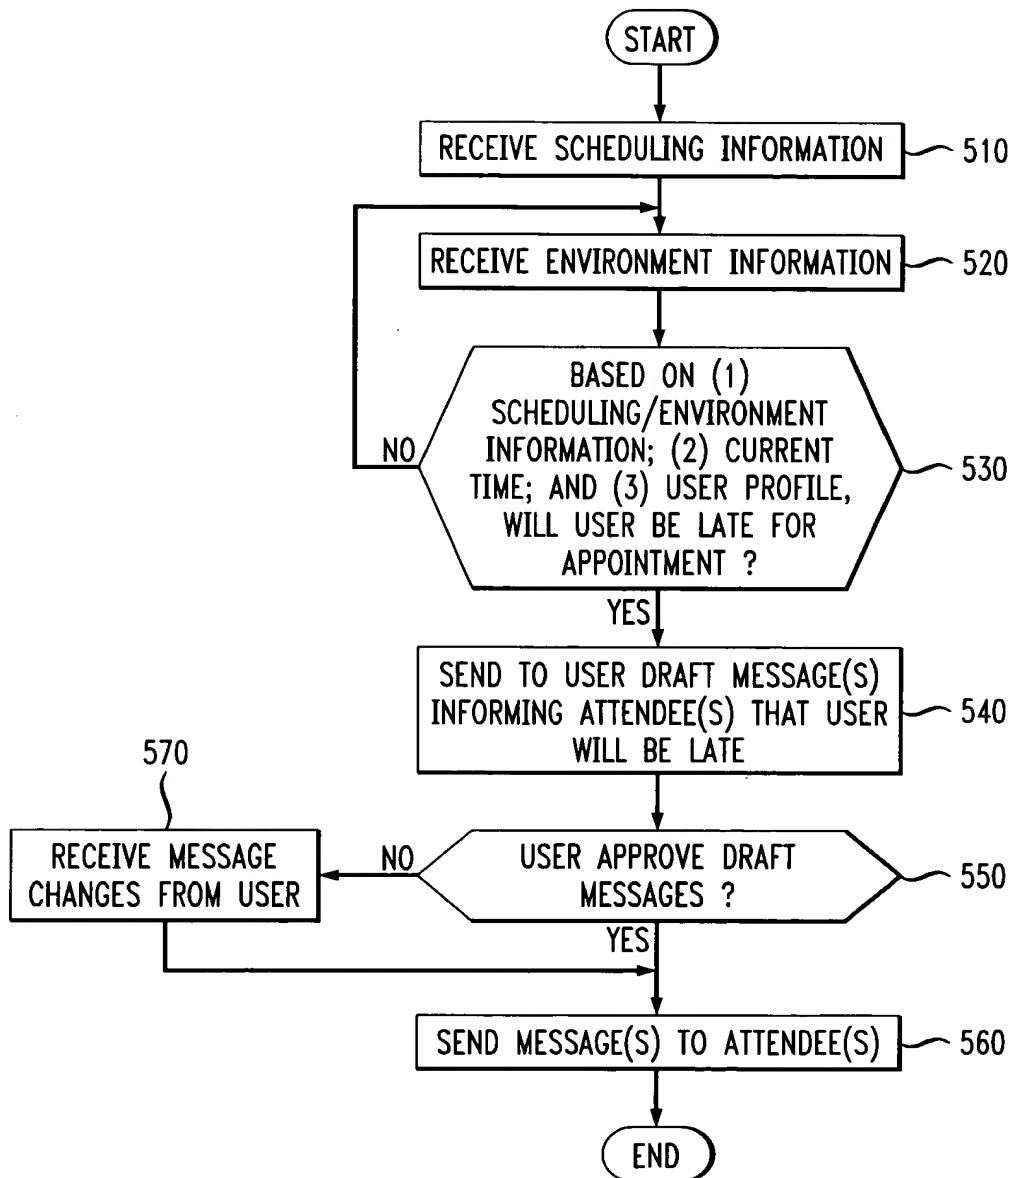 START
RECEIVE SCHEDULING INFORMATION
510
RECEIVE ENVIRONMENT INFORMATION
520
BASED ON (1)
SCHEDULING/ENVIRONMENT
INFORMATION; (2) CURRENT
TIME; AND (3) USER PROFILE,
WILL USER BE LATE FOR
APPOINTMENT ?
NO
530
YES
SEND TO USER DRAFT MESSAGE(S)
INFORMING ATTENDEE(S) THAT USER
WILL BE LATE
540
570
RECEIVE MESSAGE
CHANGES FROM USER
NO
USER APPROVE DRAFT
MESSAGES ?
550
YES
SEND MESSAGE(S) TO ATTENDEE(S)
560
END